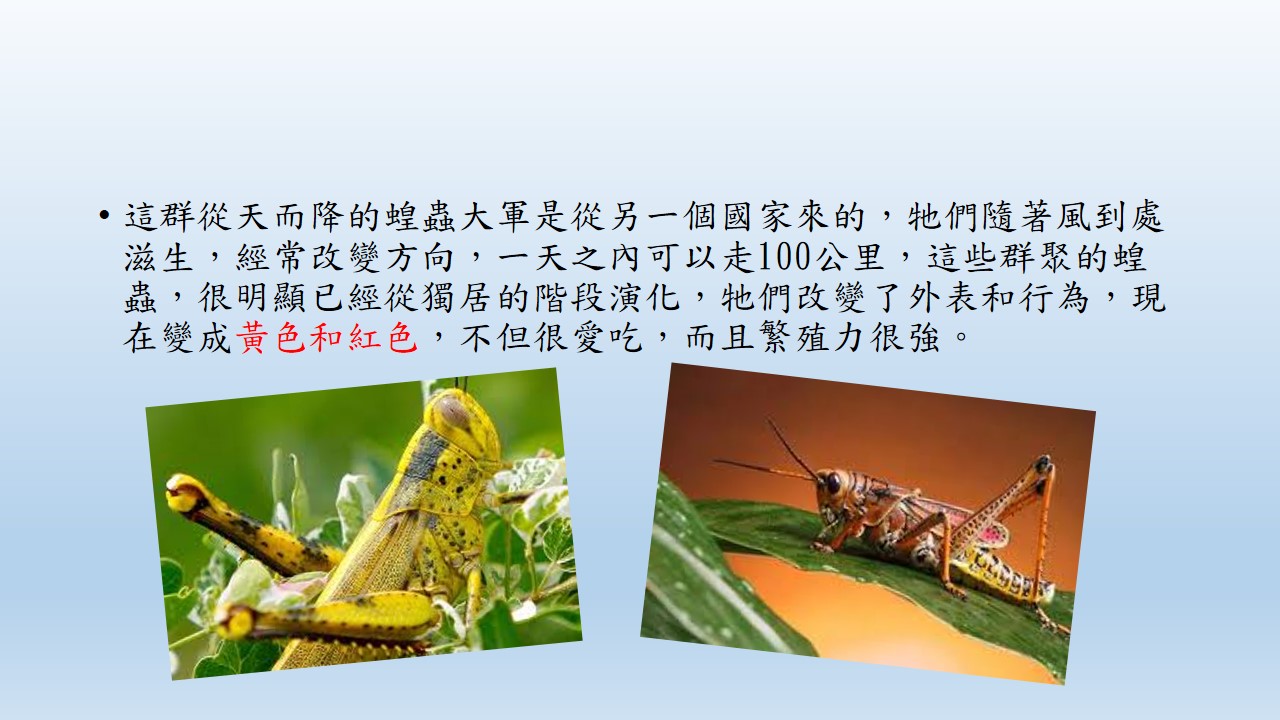 • 這群從天而降的蝗蟲大軍是從另一個國家來的，牠們隨著風到處
滋生，經常改變方向，一天之內可以走100公里，這些群聚的蝗
蟲，很明顯已經從獨居的階段演化，牠們改變了外表和行為，現
在變成黃色和紅色，不但很愛吃，而且繁殖力很強。